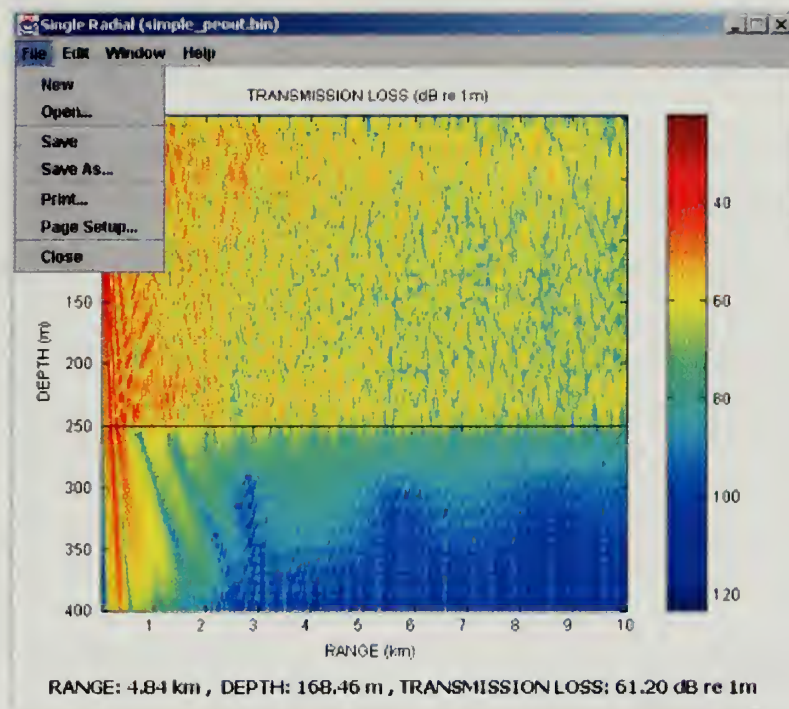 Single Radial (simple_peout.bin)
File Edit Window Help
New
Open...
Save
Save As...
Print...
Page Setup...
Close
TRANSMISSION LOSS (dB re 1m)
40
60
80
100
120
DEPTH (m)
150
200
250
300
350
400
1 2 3 4 5 6 7 8 9 10
RANGE (km)
RANGE: 4.84 km , DEPTH: 168.46 m , TRANSMISSION LOSS: 61.20 dB re 1m